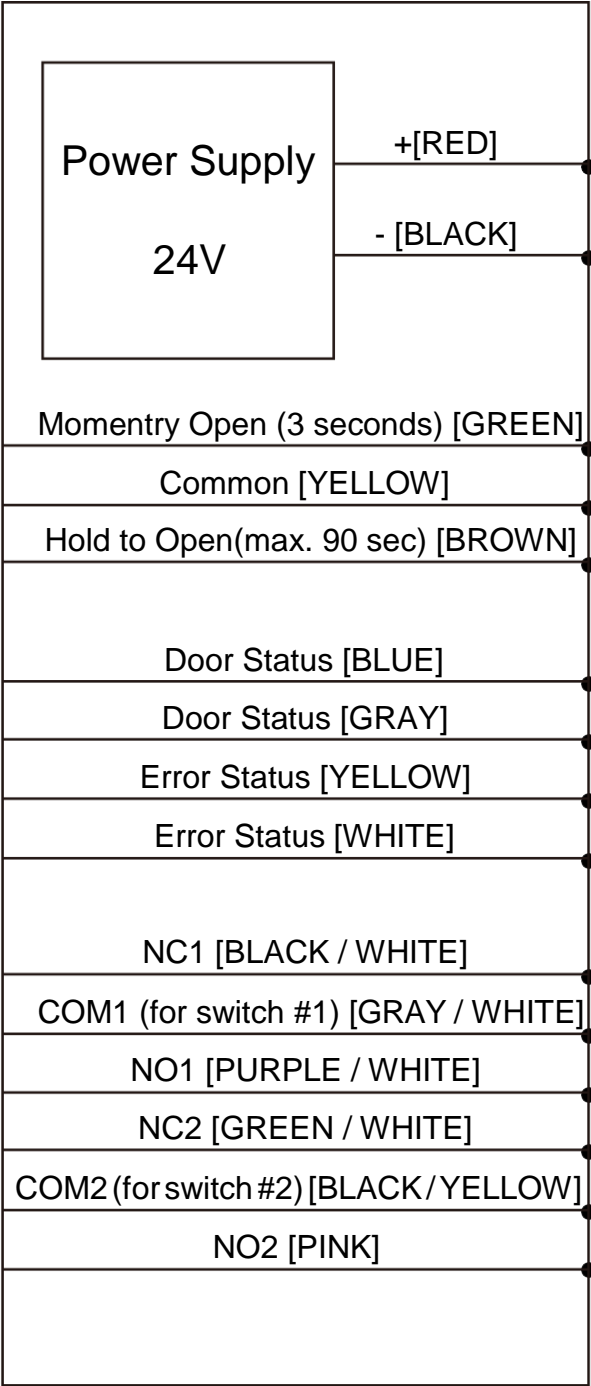 Power Supply
24V
+[RED]
- [BLACK]
Momentry Open (3 seconds) [GREEN]
Common [YELLOW]
Hold to Open(max. 90 sec) [BROWN]
Door Status [BLUE]
Door Status [GRAY]
Error Status [YELLOW]
Error Status [WHITE]
NC1 [BLACK / WHITE]
COM1 (for switch #1) [GRAY / WHITE]
NO1 [PURPLE / WHITE]
NC2 [GREEN / WHITE]
COM2 (for switch #2) [BLACK / YELLOW]
NO2 [PINK]